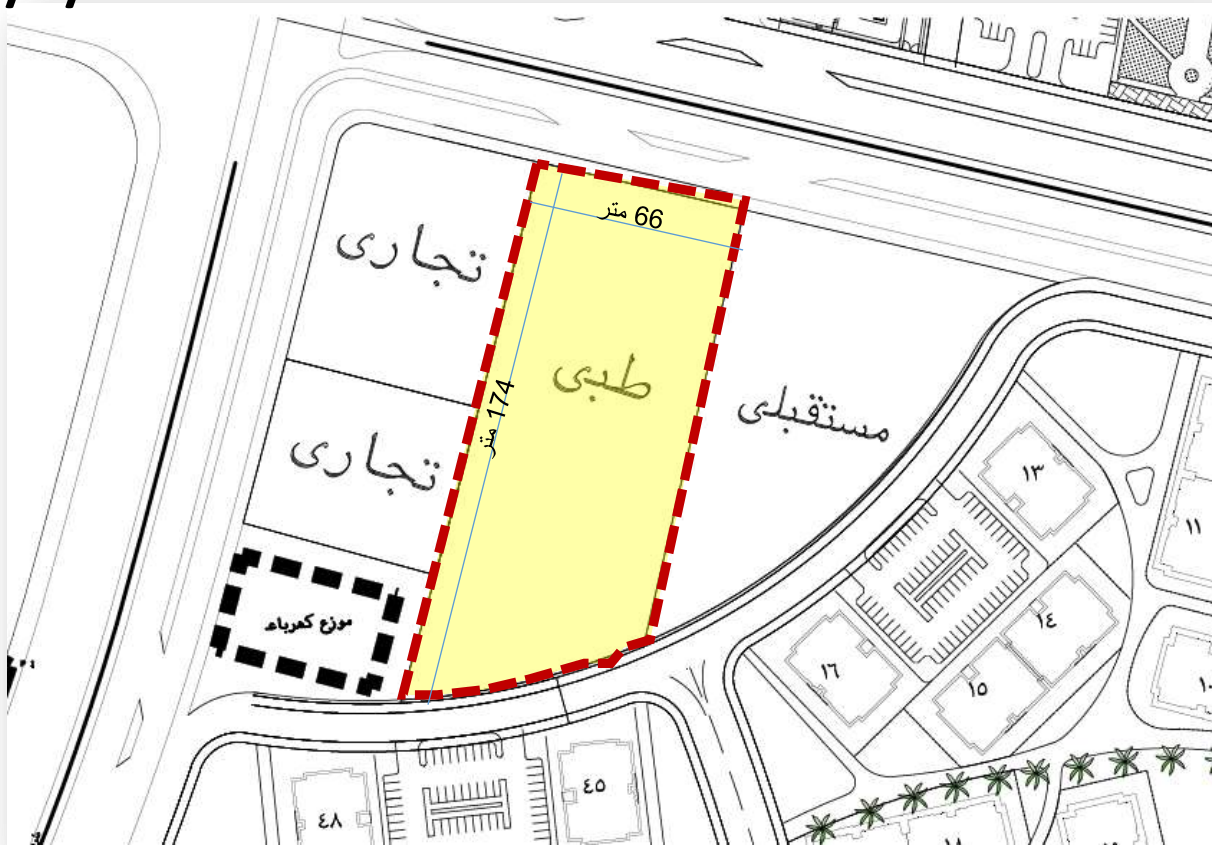 66 متر
تجارى
طبى
174 متر
مستقبلى
تجارى
١٣
١١
موزع كهرباء
١٤
١٦
١٥
٤٥
٤٨